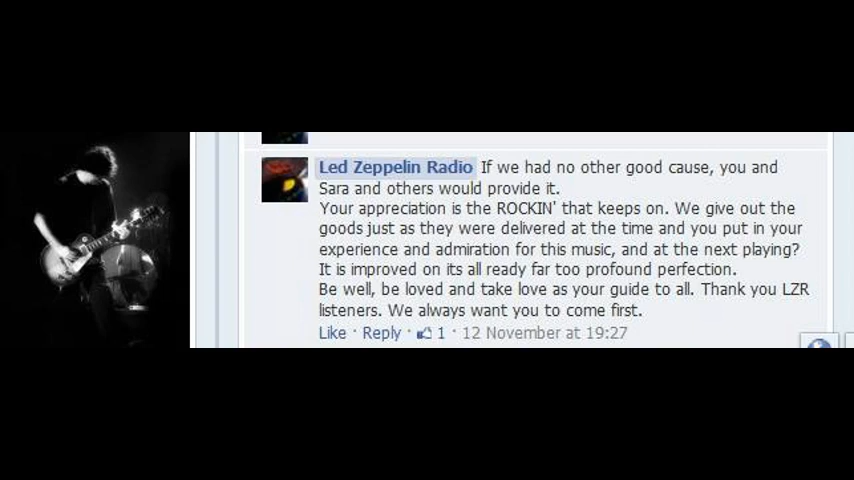 Led Zeppelin Radio If we had no other good cause, you and
Sara and others would provide it.
Your appreciation is the ROCKIN' that keeps on. We give out the
goods just as they were delivered at the time and you put in your
experience and admiration for this music, and at the next playing?
It is improved on its all ready far too profound perfection.
Be well, be loved and take love as your guide to all. Thank you LZR
listeners. We always want you to come first.
Like · Reply · 1 · 12 November at 19:27